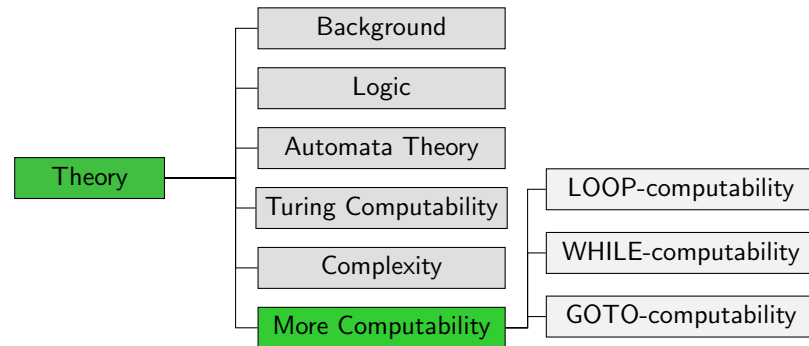 Theory
Background
Logic
Automata Theory
Turing Computability
Complexity
More Computability
LOOP-computability
WHILE-computability
GOTO-computability